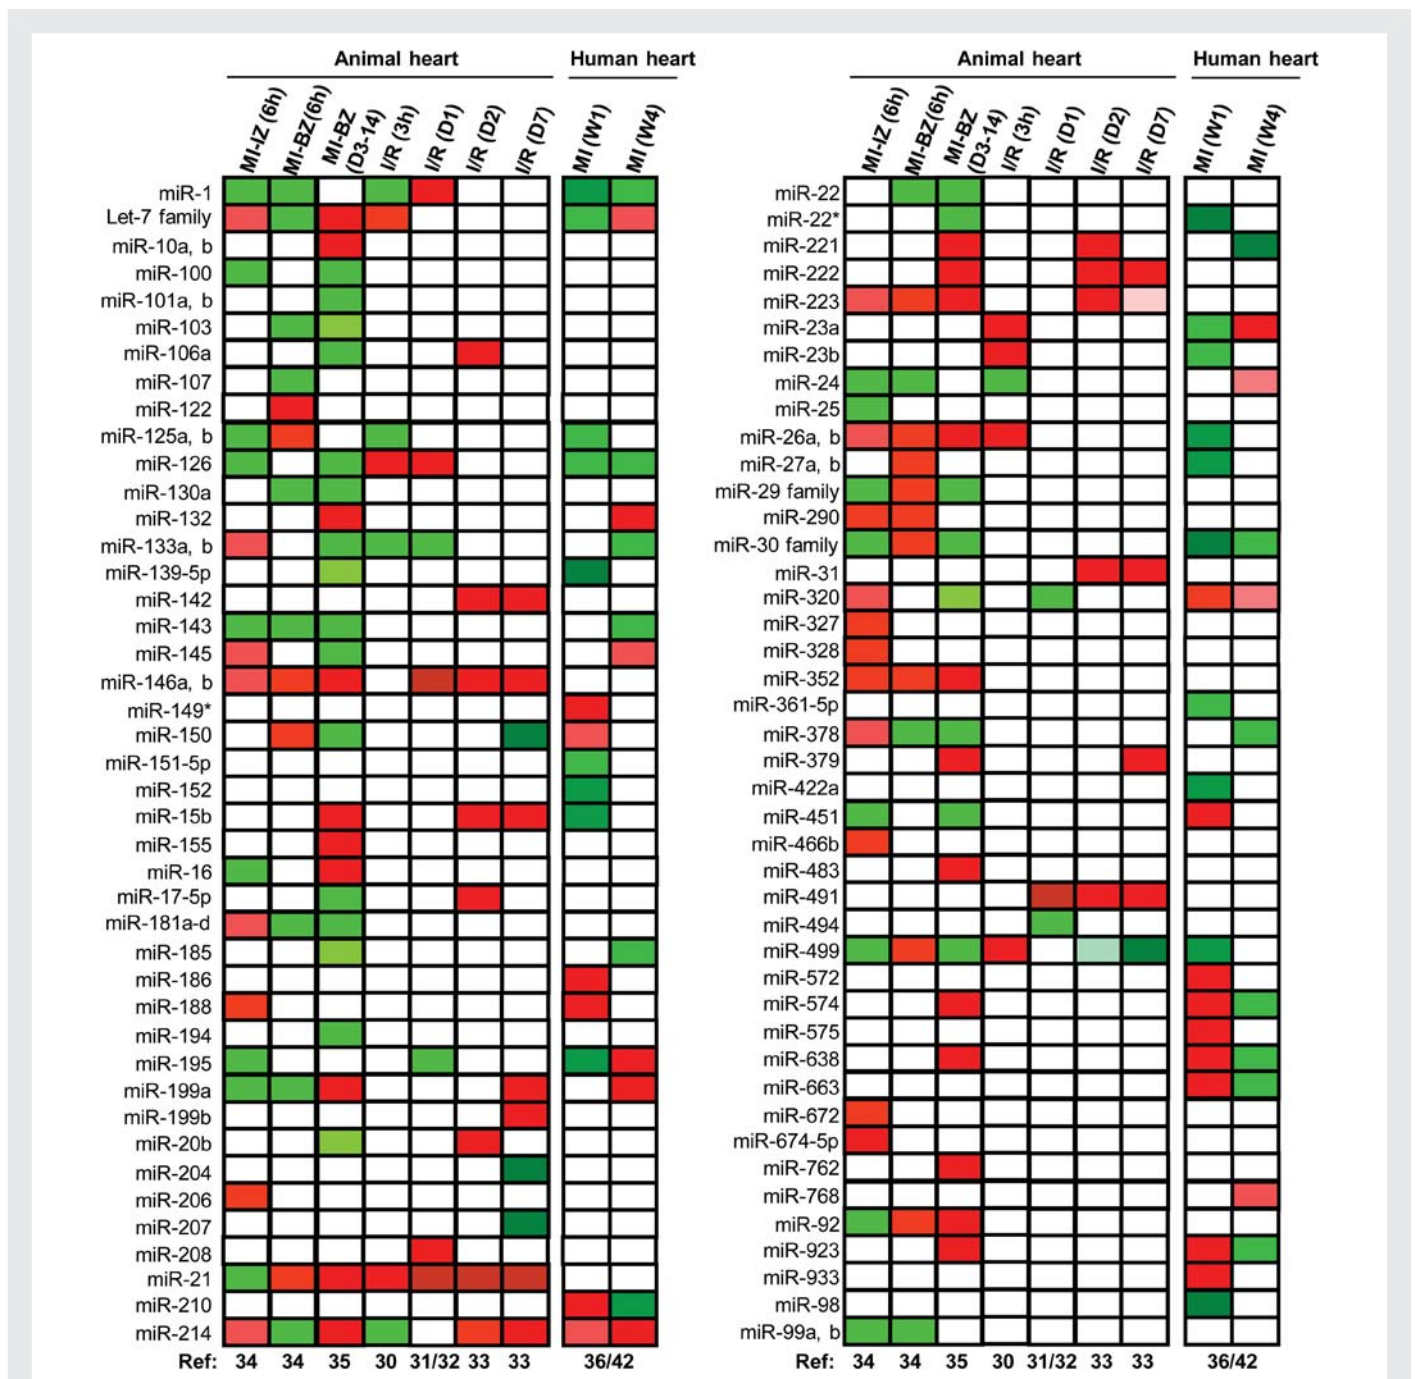 Animal heart
Human heart
MI-IZ (6h)
MI-BZ(6h)
MI-BZ
(D3-14)
I/R (3h)
I/R (D1)
I/R (D2)
I/R (D7)
MI (W1)
MI (W4)
miR-1
Let-7 family
miR-10a, b
miR-100
miR-101a, b
miR-103
miR-106a
miR-107
miR-122
miR-125a, b
miR-126
miR-130a
miR-132
miR-133a, b
miR-139-5p
miR-142
miR-143
miR-145
miR-146a, b
miR-149*
miR-150
miR-151-5p
miR-152
miR-15b
miR-155
miR-16
miR-17-5p
miR-181a-d
miR-185
miR-186
miR-188
miR-194
miR-195
miR-199a
miR-199b
miR-20b
miR-204
miR-206
miR-207
miR-208
miR-21
miR-210
miR-214
Ref: 34 34 35 30 31/32 33 33 36/42
Animal heart
Human heart
MI-IZ (6h)
MI-BZ(6h)
MI-BZ
(D3-14)
I/R (3h)
I/R (D1)
I/R (D2)
I/R (D7)
MI (W1)
MI (W4)
miR-22
miR-22*
miR-221
miR-222
miR-223
miR-23a
miR-23b
miR-24
miR-25
miR-26a, b
miR-27a, b
miR-29 family
miR-290
miR-30 family
miR-31
miR-320
miR-327
miR-328
miR-352
miR-361-5p
miR-378
miR-379
miR-422a
miR-451
miR-466b
miR-483
miR-491
miR-494
miR-499
miR-572
miR-574
miR-575
miR-638
miR-663
miR-672
miR-674-5p
miR-762
miR-768
miR-92
miR-923
miR-933
miR-98
miR-99a, b
Ref: 34 34 35 30 31/32 33 33 36/42